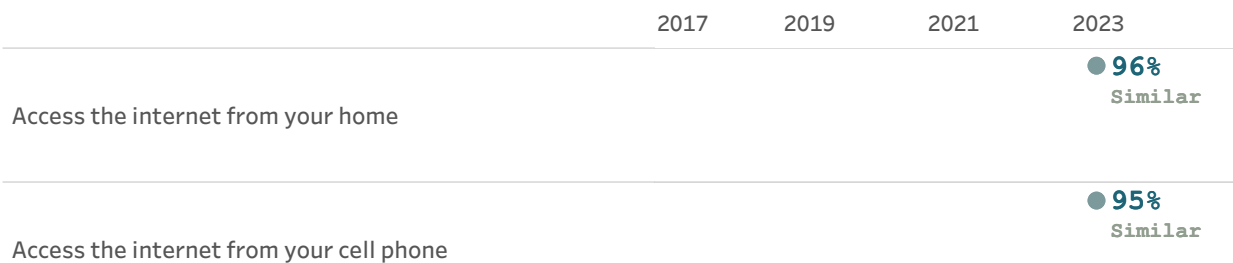 2017 2019 2021 2023
96%
Similar
Access the internet from your home
95%
Similar
Access the internet from your cell phone